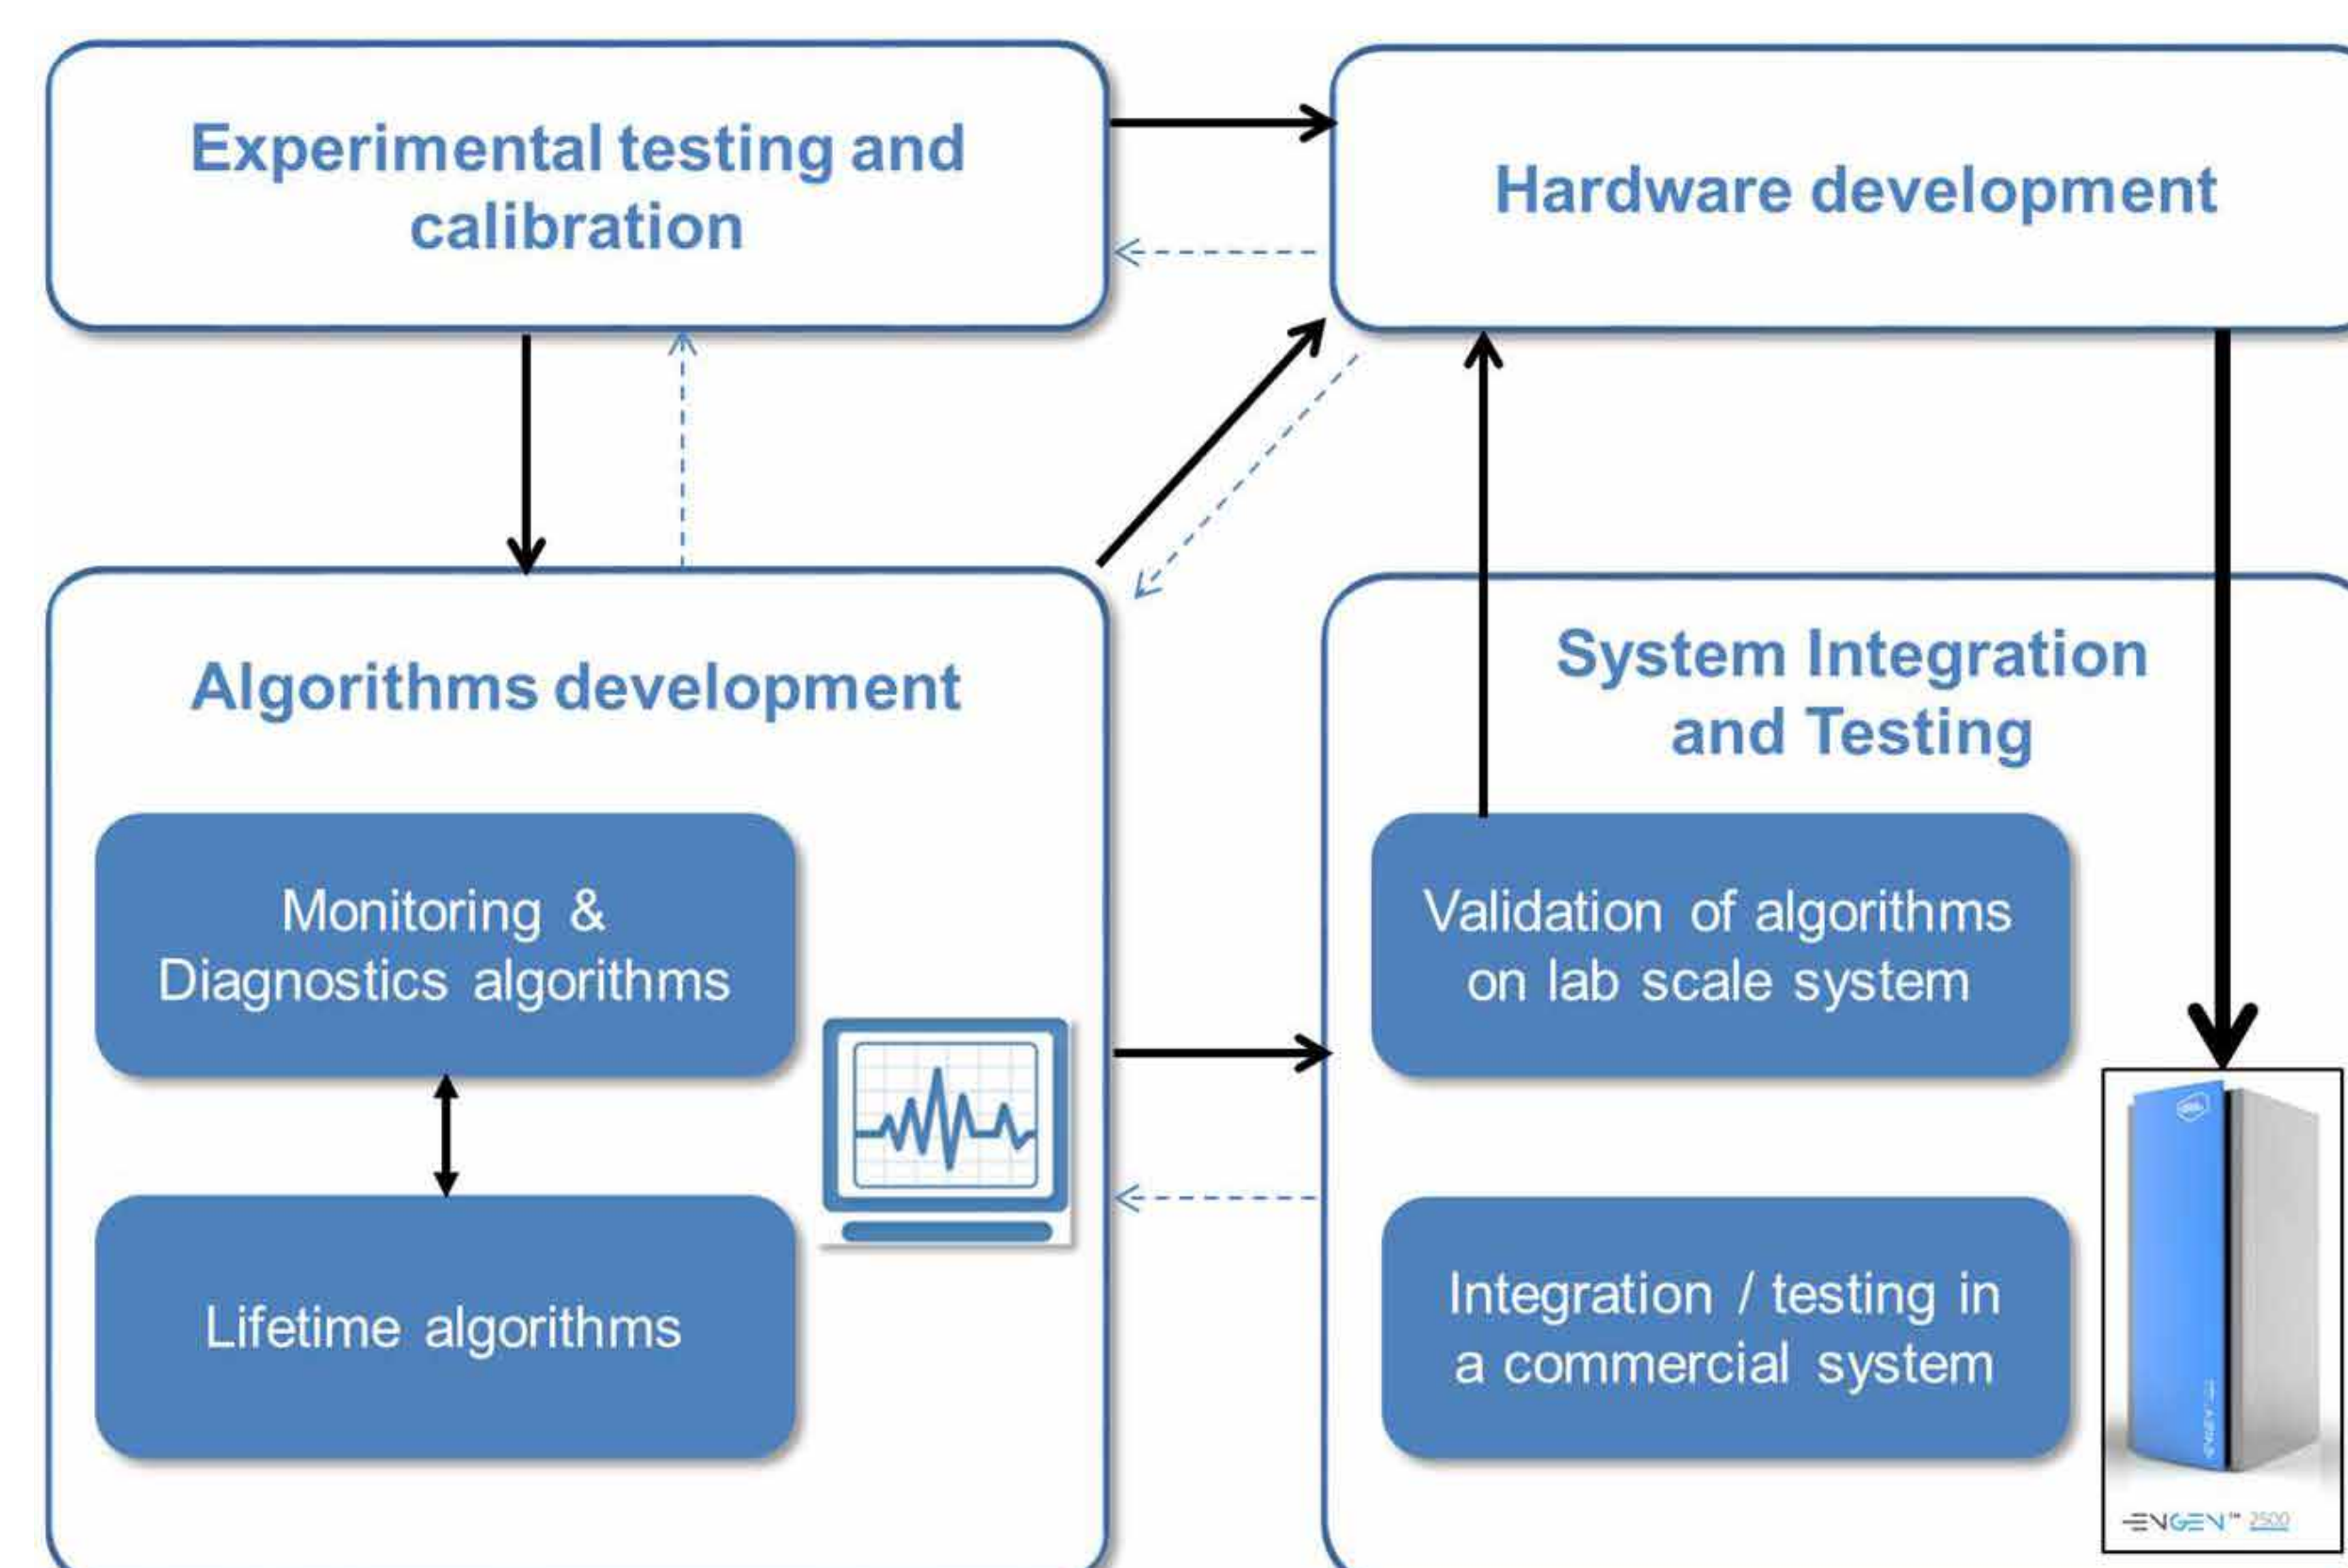 Experimental testing and
calibration
Hardware development
Algorithms development
Monitoring &
Diagnostics algorithms
Lifetime algorithms
System Integration
and Testing
Validation of algorithms
on lab scale system
Integration / testing in
a commercial system
ENGEN™ 2500